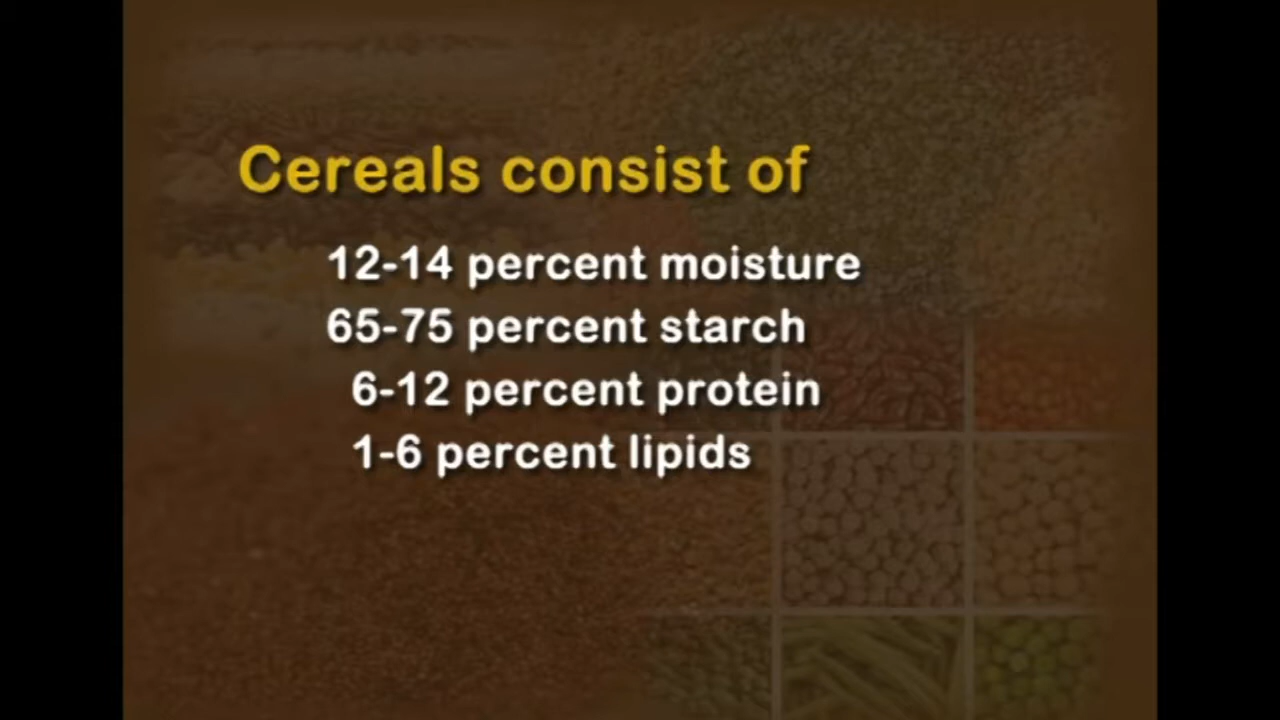 Cereals consist of
12-14 percent moisture
65-75 percent starch
6-12 percent protein
1-6 percent lipids